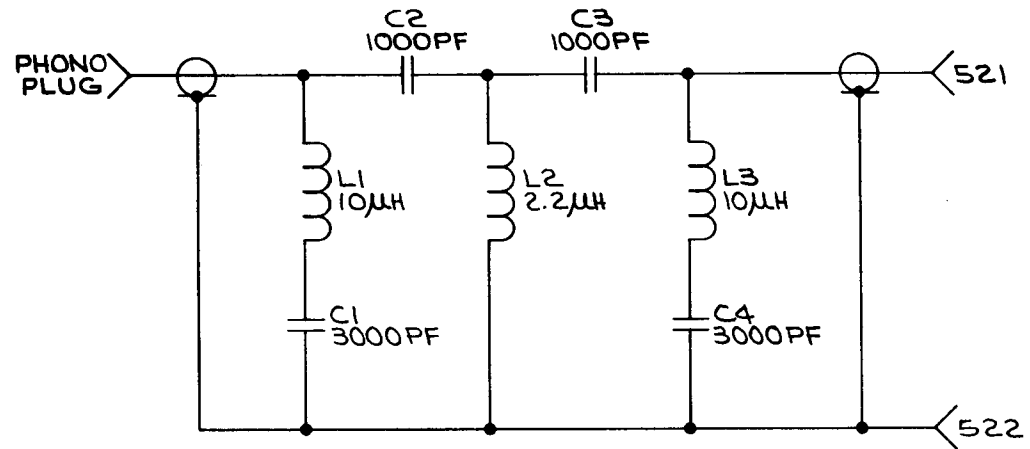 C2
1000PF
C3
1000PF
PHONO
PLUG
521
L1
10µH
L2
2.2µH
L3
10µH
C1
3000PF
C4
3000PF
522